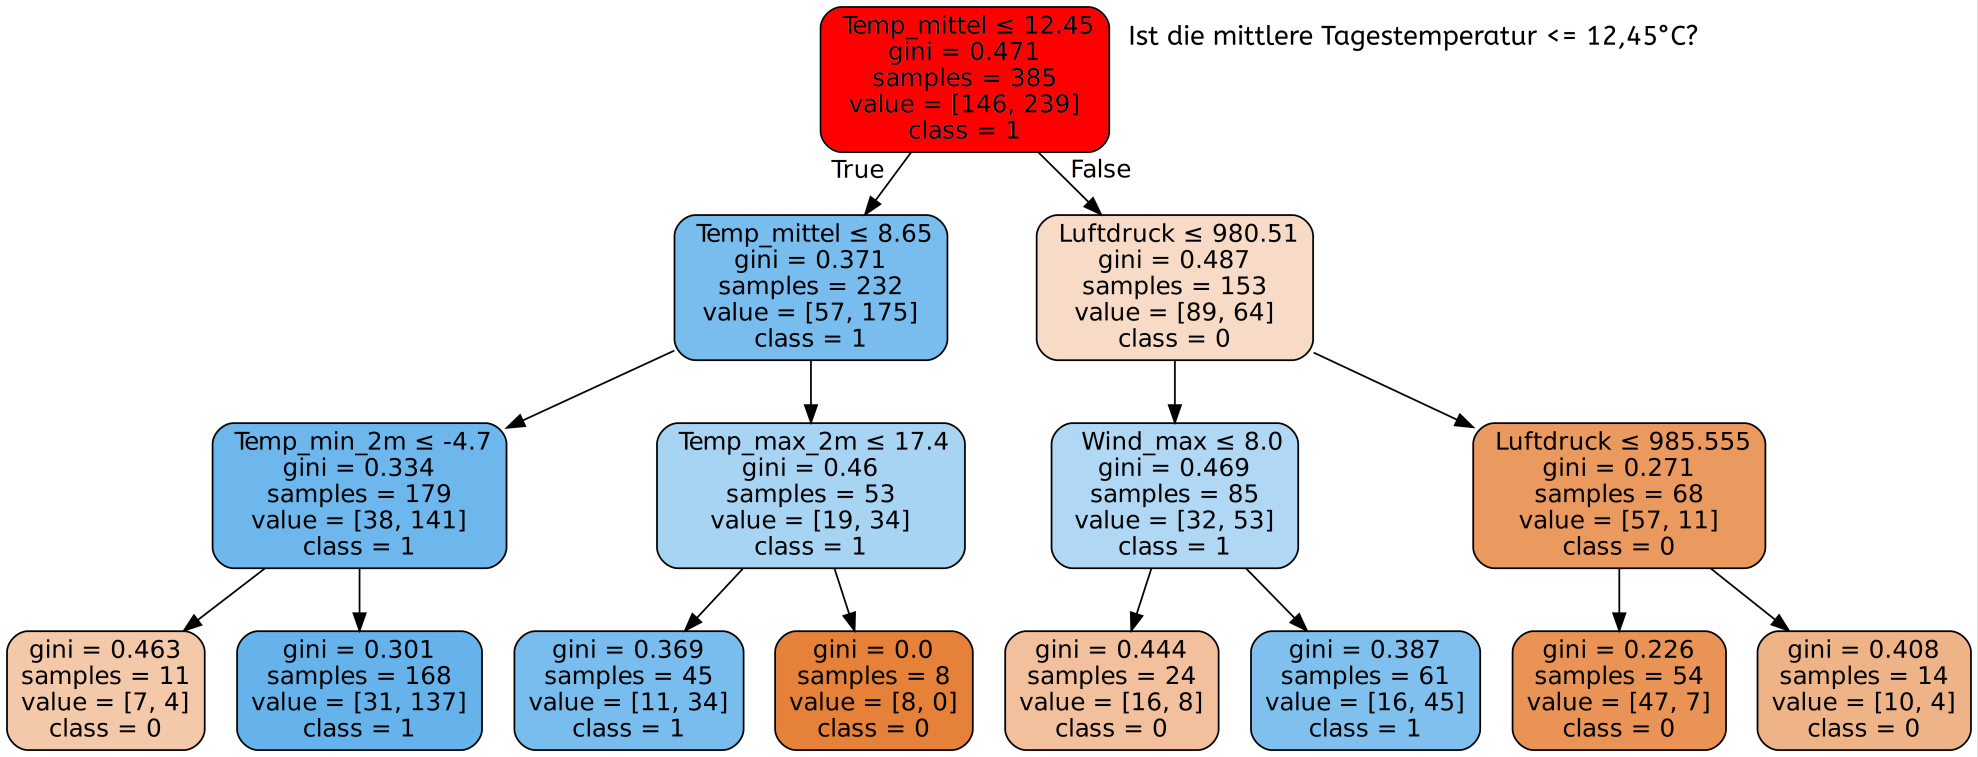 Temp_mittel ≤ 12.45
gini = 0.471
samples = 385
value = [146, 239]
class = 1
Ist die mittlere Tagestemperatur <= 12,45°C?
True
False
Temp_mittel ≤ 8.65
gini = 0.371
samples = 232
value = [57, 175]
class = 1
Luftdruck ≤ 980.51
gini = 0.487
samples = 153
value = [89, 64]
class = 0
Temp_min_2m ≤ -4.7
gini = 0.334
samples = 179
value = [38, 141]
class = 1
Temp_max_2m ≤ 17.4
gini = 0.46
samples = 53
value = [19, 34]
class = 1
Wind_max ≤ 8.0
gini = 0.469
samples = 85
value = [32, 53]
class = 1
Luftdruck ≤ 985.555
gini = 0.271
samples = 68
value = [57, 11]
class = 0
gini = 0.463
samples = 11
value = [7, 4]
class = 0
gini = 0.301
samples = 168
value = [31, 137]
class = 1
gini = 0.369
samples = 45
value = [11, 34]
class = 1
gini = 0.0
samples = 8
value = [8, 0]
class = 0
gini = 0.444
samples = 24
value = [16, 8]
class = 0
gini = 0.387
samples = 61
value = [16, 45]
class = 1
gini = 0.226
samples = 54
value = [47, 7]
class = 0
gini = 0.408
samples = 14
value = [10, 4]
class = 0